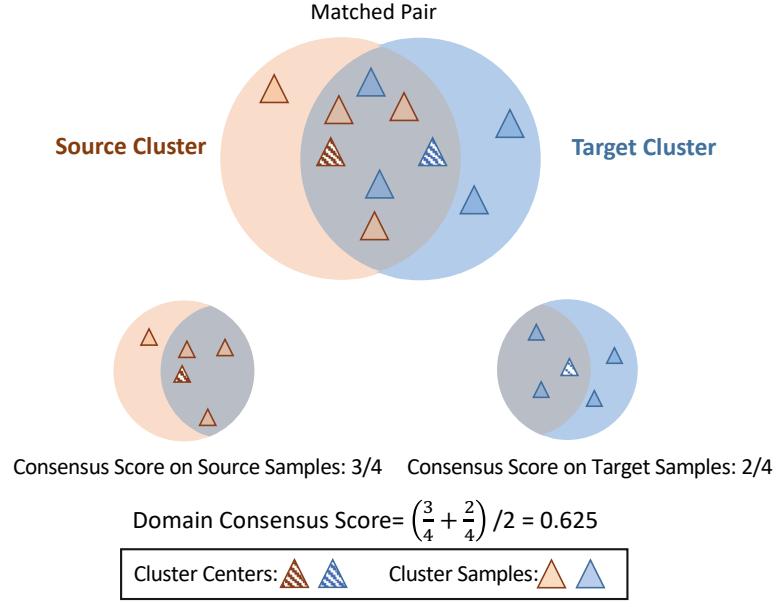 Matched Pair
Source Cluster
Target Cluster
Consensus Score on Source Samples: 3/4
Consensus Score on Target Samples: 2/4
Domain Consensus Score= (3/4 + 2/4) /2 = 0.625
Cluster Centers:
Cluster Samples: